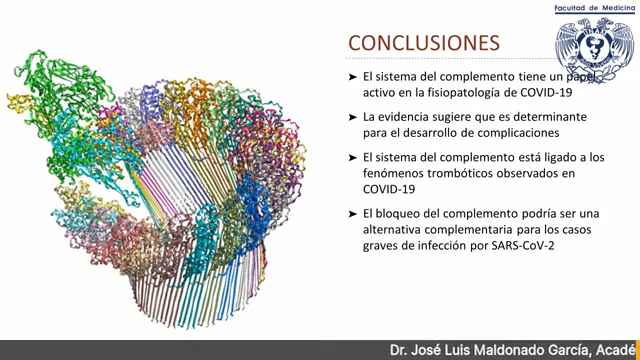 Facultad de Medicina
CONCLUSIONES
➤ El sistema del complemento tiene un papel
activo en la fisiopatología de COVID-19
➤ La evidencia sugiere que es determinante
para el desarrollo de complicaciones
➤ El sistema del complemento está ligado a los
fenómenos trombóticos observados en
COVID-19
➤ El bloqueo del complemento podría ser una
alternativa complementaria para los casos
graves de infección por SARS-CoV-2
Dr. José Luis Maldonado García, Acadé